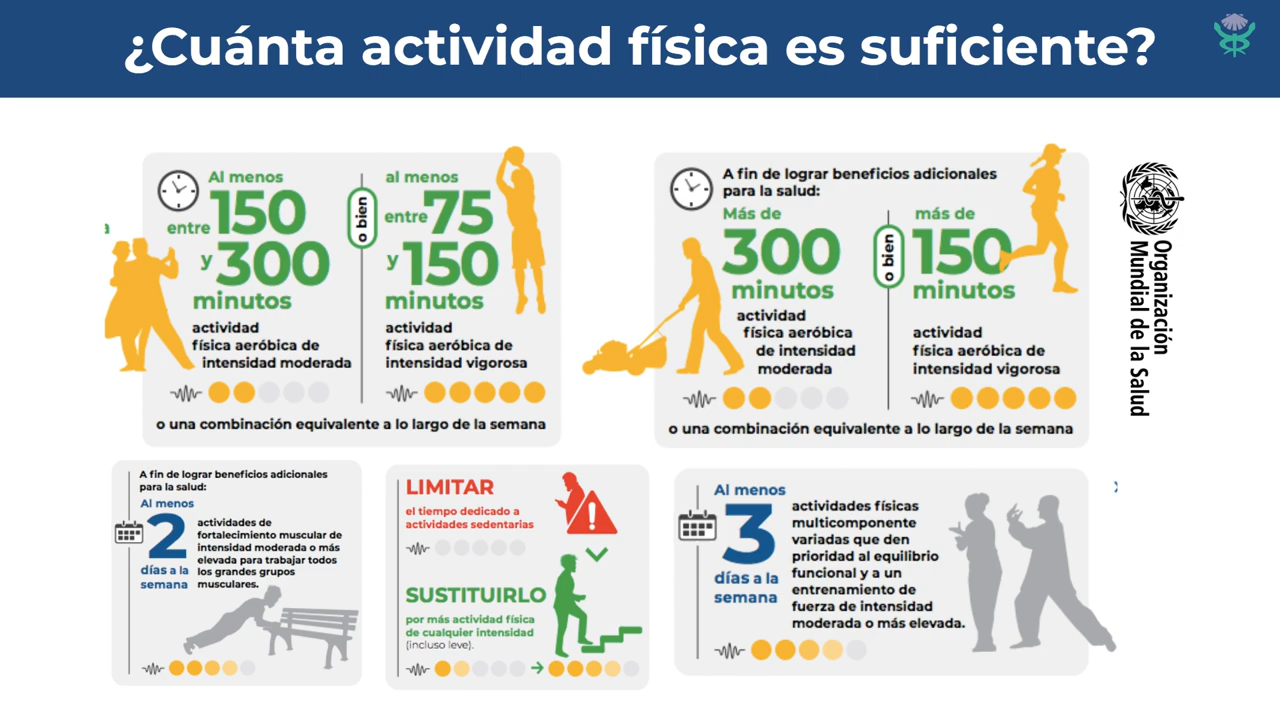 ¿Cuánta actividad física es suficiente?
Al menos
entre 150
y 300
minutos
actividad
física aeróbica de
intensidad moderada
o bien
al menos
entre 75
y 150
minutos
actividad
física aeróbica de
intensidad vigorosa
o una combinación equivalente a lo largo de la semana
A fin de lograr beneficios adicionales
para la salud:
Más de
300
minutos
actividad
física aeróbica
de intensidad
moderada
o bien
más de
150
minutos
actividad
física aeróbica de
intensidad vigorosa
o una combinación equivalente a lo largo de la semana
Organización
Mundial de la Salud
a
A fin de lograr beneficios adicionales
para la salud:
Al menos
2
días a la
semana
actividades de
fortalecimiento muscular de
intensidad moderada o más
elevada para trabajar todos
los grandes grupos
musculares.
LIMITAR
el tiempo dedicado a
actividades sedentarias
SUSTITUIRLO
por más actividad física
de cualquier intensidad
(incluso leve).
Al menos
3
días a la
semana
actividades físicas
multicomponente
variadas que den
prioridad al equilibrio
funcional y a un
entrenamiento de
fuerza de intensidad
moderada o más elevada.